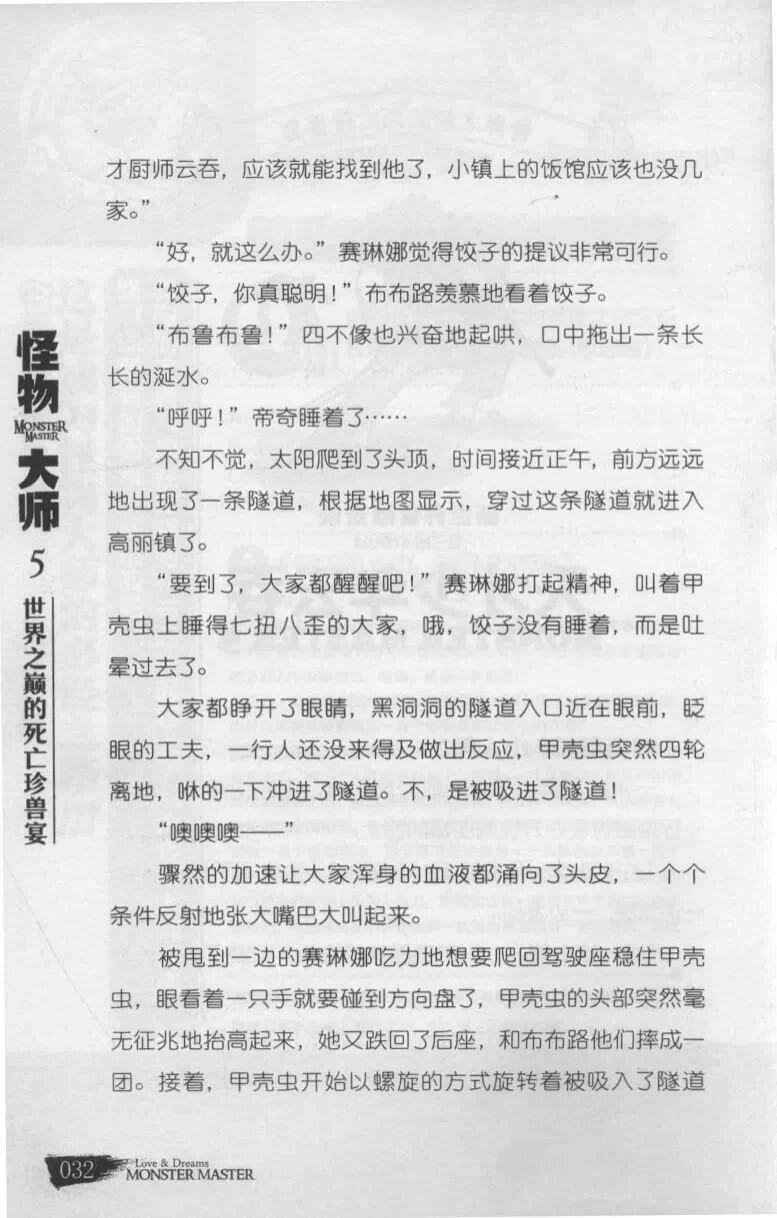 才厨师云吞，应该就能找到他了，小镇上的饭馆应该也没几
家。”
“好，就这么办。”赛琳娜觉得饺子的提议非常可行。
“饺子，你真聪明！”布布路羡慕地看着饺子。
“布鲁布鲁！”四不像也兴奋地起哄，口中拖出一条长
长的涎水。
“呼呼！”帝奇睡着了……
不知不觉，太阳爬到了头顶，时间接近正午，前方远远
地出现了一条隧道，根据地图显示，穿过这条隧道就进入
高丽镇了。
“要到了，大家都醒醒吧！”赛琳娜打起精神，叫着甲
壳虫上睡得七扭八歪的大家，哦，饺子没有睡着，而是吐
晕过去了。
大家都睁开了眼睛，黑洞洞的隧道入口近在眼前，眨
眼的工夫，一行人还没来得及做出反应，甲壳虫突然四轮
离地，咻的一下冲进了隧道。不，是被吸进了隧道！
“噢噢噢——”
骤然的加速让大家浑身的血液都涌向了头皮，一个个
条件反射地张大嘴巴大叫起来。
被甩到一边的赛琳娜吃力地想要爬回驾驶座稳住甲壳
虫，眼看着一只手就要碰到方向盘了，甲壳虫的头部突然毫
无征兆地抬高起来，她又跌回了后座，和布布路他们摔成一
团。接着，甲壳虫开始以螺旋的方式旋转着被吸入了隧道
怪物
MONSTER
MASTER
大师
5
世界之巅的死亡珍兽宴
032
Love & Dreams
MONSTER MASTER